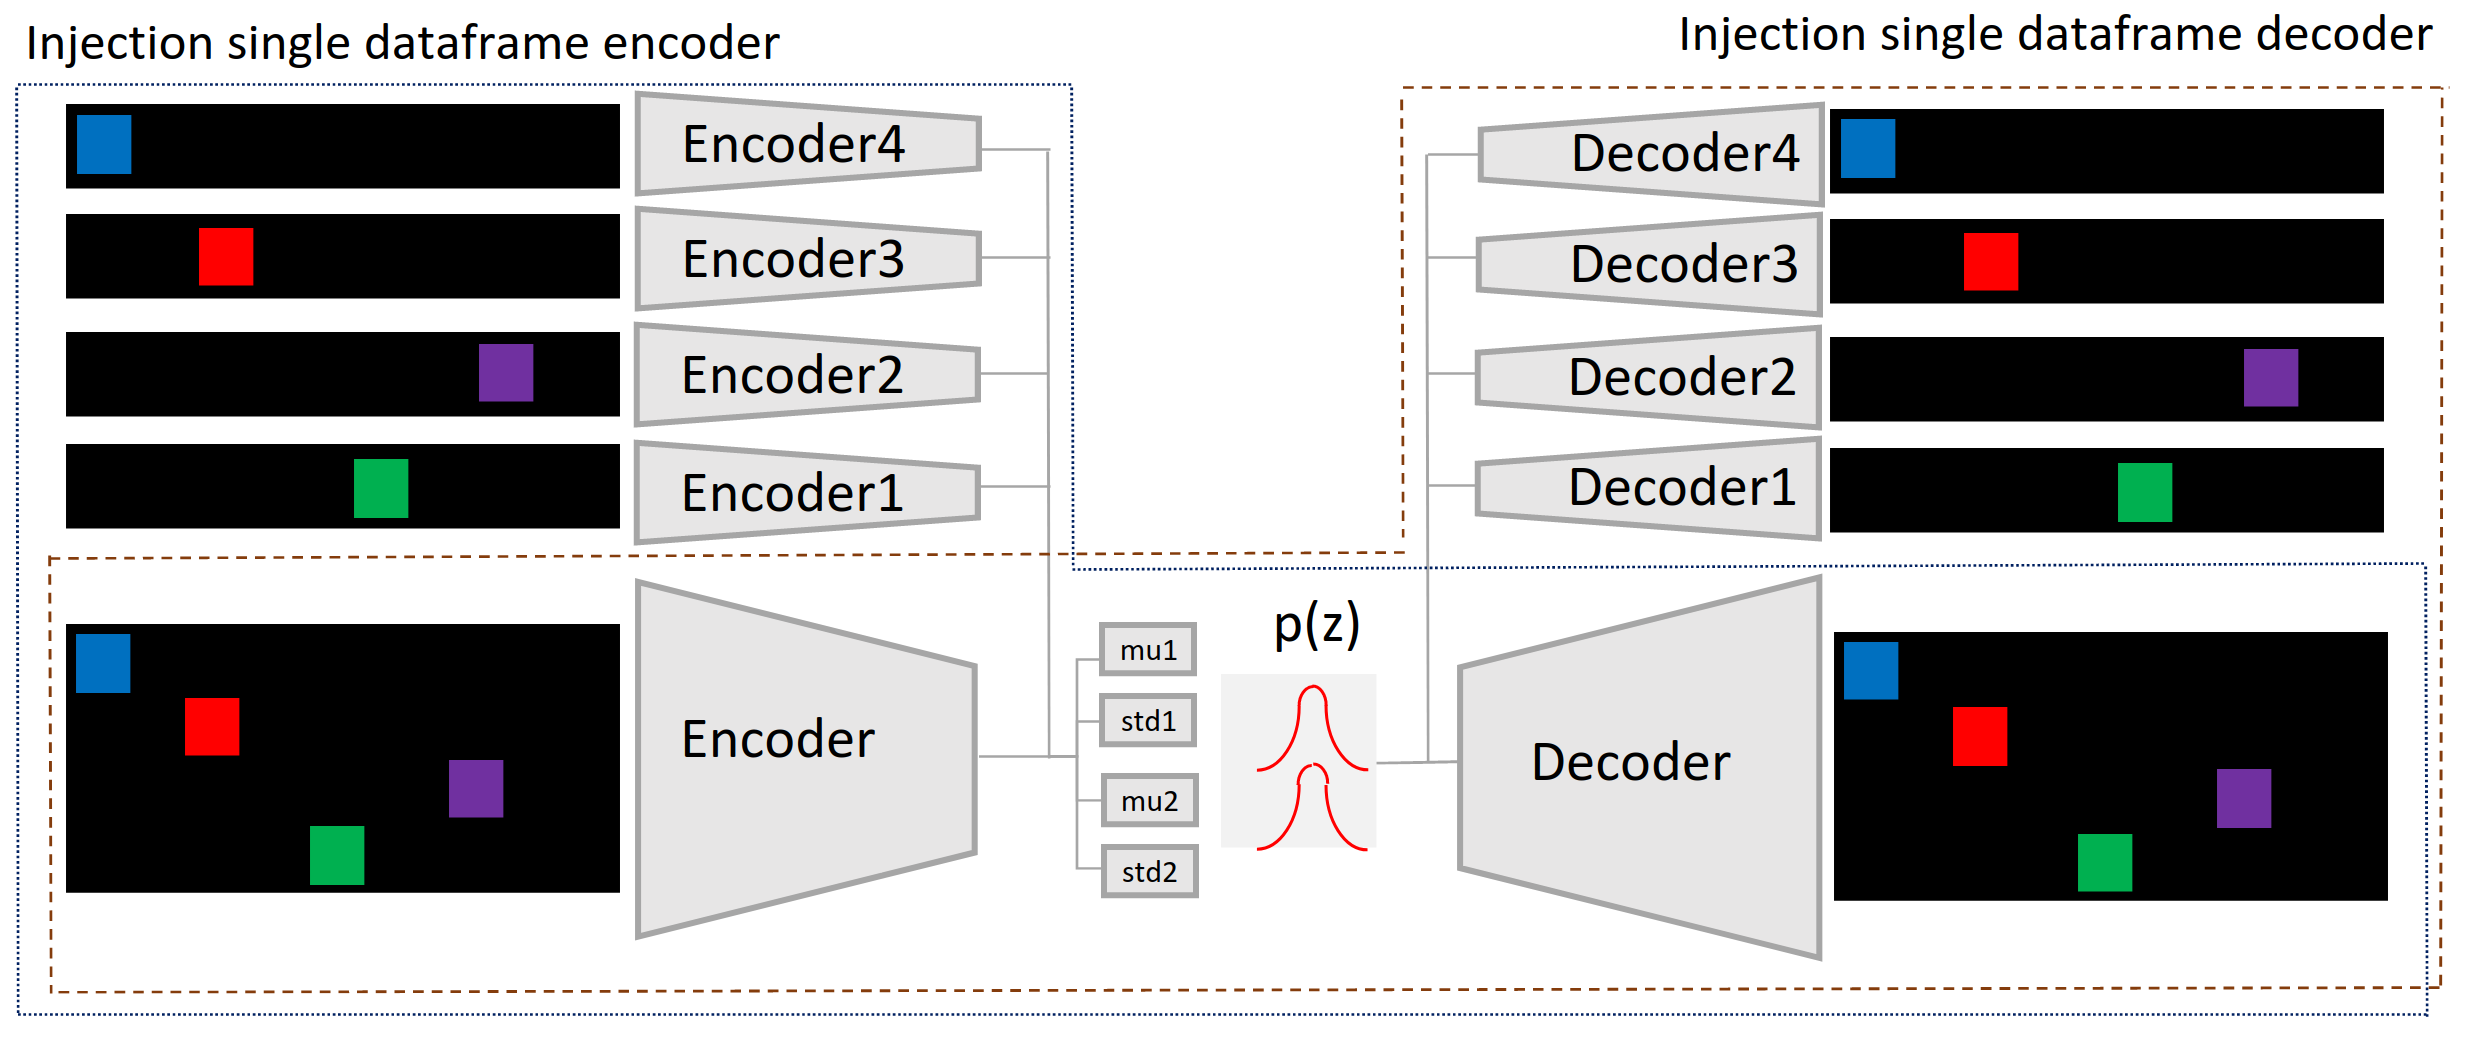 Injection single dataframe encoder
Injection single dataframe decoder
Encoder4
Decoder4
Encoder3
Decoder3
Encoder2
Decoder2
Encoder1
Decoder1
p(z)
mu1
std1
Encoder
Decoder
mu2
std2